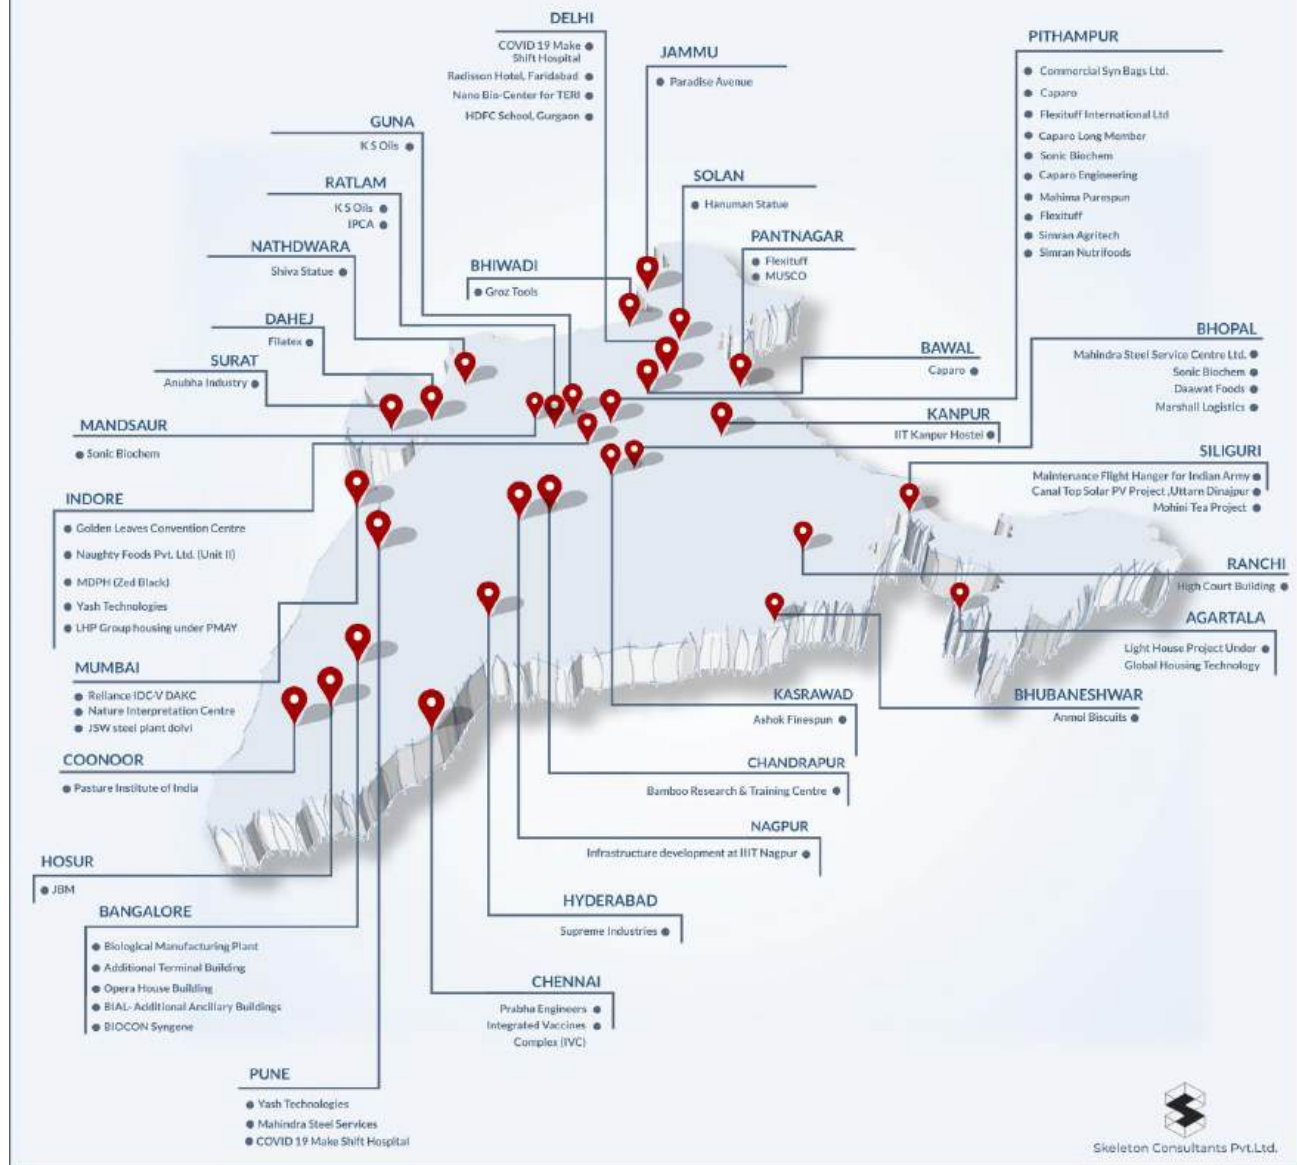 DELHI
COVID 19 Make
Shift Hospital
Radisson Hotel, Faridabad
Nano Bio-Center for TERI
HDFC School, Gurgaon
JAMMU
Paradise Avenue
PITHAMPUR
Commercial Syn Bags Ltd.
Caparo
Flexituff International Ltd
Caparo Long Member
Sonic Biochem
Caparo Engineering
Mahima Purespun
Flexituff
Simran Agritech
Simran Nutrifoods
GUNA
K S Oils
RATLAM
K S Oils
IPCA
SOLAN
Hanuman Statue
NATHDWARA
Shiva Statue
BHIWADI
Groz Tools
PANTNAGAR
Flexituff
MUSCO
DAHEJ
Filatex
SURAT
Anubha Industry
BAWAL
Caparo
BHOPAL
Mahindra Steel Service Centre Ltd.
Sonic Biochem
Daawat Foods
Marshall Logistics
MANDSAUR
Sonic Biochem
KANPUR
IIT Kanpur Hostel
SILIGURI
Maintenance Flight Hanger for Indian Army
Canal Top Solar PV Project ,Uttarn Dinajpur
Mohini Tea Project
INDORE
Golden Leaves Convention Centre
Naughty Foods Pvt. Ltd. (Unit II)
MDPH (Zed Black)
Yash Technologies
LHP Group housing under PMAY
RANCHI
High Court Building
AGARTALA
Light House Project Under
Global Housing Technology
MUMBAI
Reliance IDC-V DAKC
Nature Interpretation Centre
JSW steel plant dolvi
KASRAWAD
Ashok Finespun
BHUBANESHWAR
Anmol Biscuits
COONOOR
Pasture Institute of India
CHANDRAPUR
Bamboo Research & Training Centre
NAGPUR
Infrastructure development at IIIT Nagpur
HOSUR
JBM
HYDERABAD
Supreme Industries
BANGALORE
Biological Manufacturing Plant
Additional Terminal Building
Opera House Building
BIAL- Additional Ancillary Buildings
BIOCON Syngene
CHENNAI
Prabha Engineers
Integrated Vaccines
Complex (IVC)
PUNE
Yash Technologies
Mahindra Steel Services
COVID 19 Make Shift Hospital
Skeleton Consultants Pvt.Ltd.